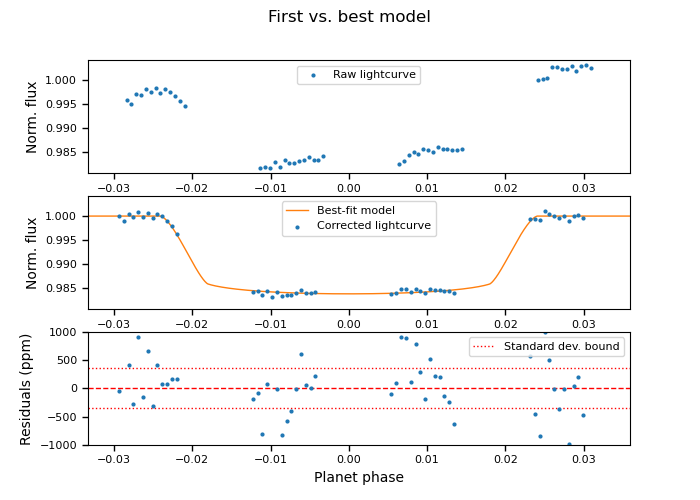 First vs. best model
Norm. flux
1.000
0.995
0.990
0.985
Raw lightcurve
−0.03 −0.02 −0.01 0.00 0.01 0.02 0.03
Norm. flux
1.000
0.995
0.990
0.985
Best-fit model
Corrected lightcurve
−0.03 −0.02 −0.01 0.00 0.01 0.02 0.03
Residuals (ppm)
1000
500
0
−500
−1000
Standard dev. bound
−0.03 −0.02 −0.01 0.00 0.01 0.02 0.03
Planet phase